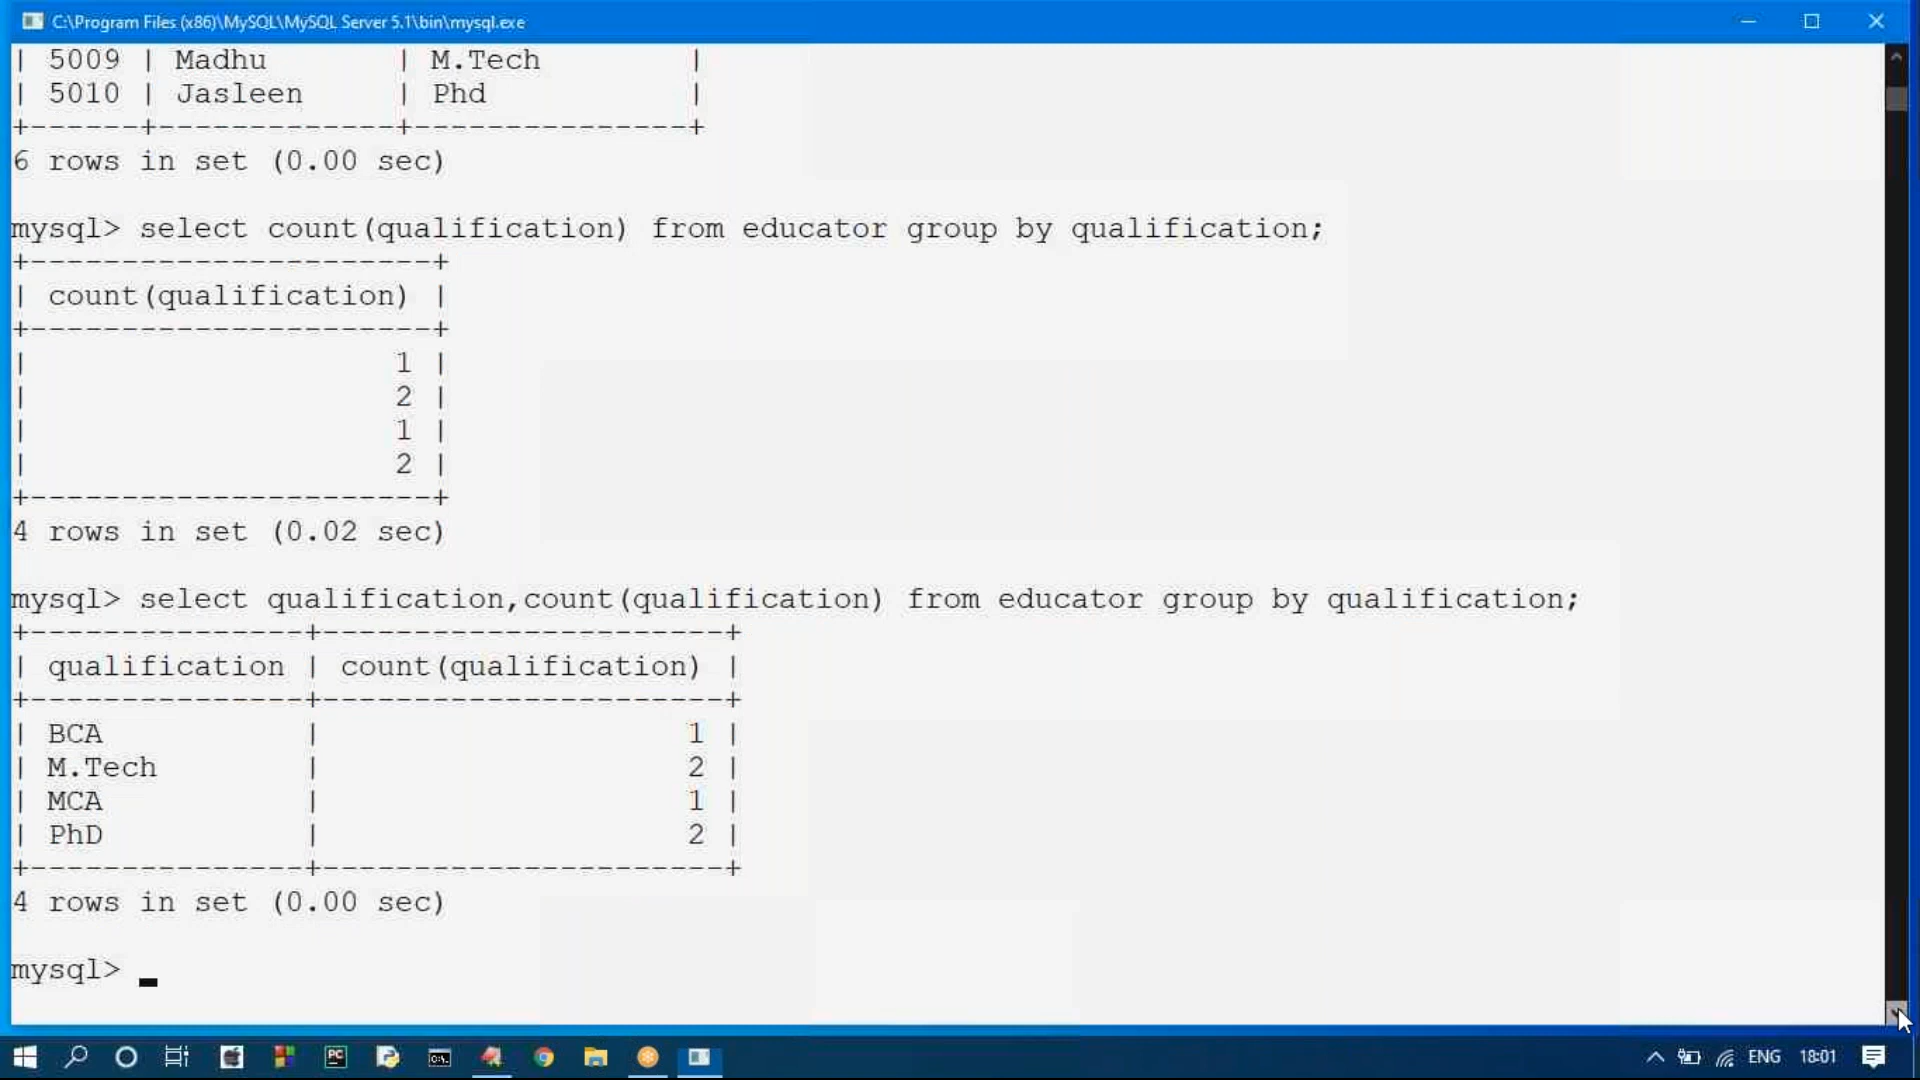 C:\Program Files (x86)\MySQL\MySQL Server 5.1\bin\mysql.exe
| 5009 | Madhu       | M.Tech        |
| 5010 | Jasleen     | Phd           |
+------+-------------+---------------+
6 rows in set (0.00 sec)
mysql> select count(qualification) from educator group by qualification;
+----------------------+
| count(qualification) |
+----------------------+
|                    1 |
|                    2 |
|                    1 |
|                    2 |
+----------------------+
4 rows in set (0.02 sec)
mysql> select qualification,count(qualification) from educator group by qualification;
+---------------+----------------------+
| qualification | count(qualification) |
+---------------+----------------------+
| BCA           |                    1 |
| M.Tech        |                    2 |
| MCA           |                    1 |
| PhD           |                    2 |
+---------------+----------------------+
4 rows in set (0.00 sec)
mysql>
PC
ENG 18:01